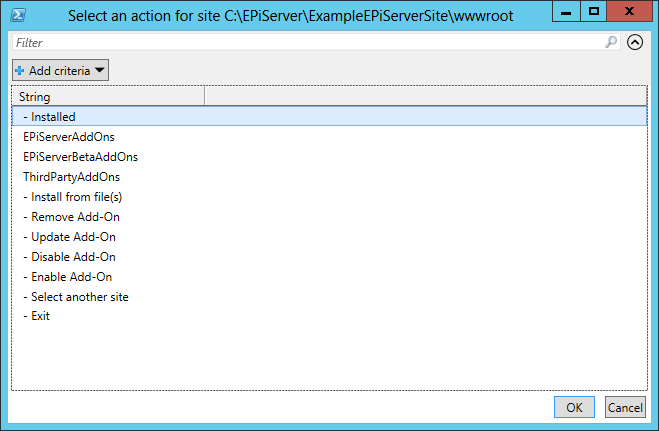 Select an action for site C:\EPiServer\ExampleEPiServerSite\wwwroot
Filter
Add criteria
String
- Installed
EPiServerAddOns
EPiServerBetaAddOns
ThirdPartyAddOns
- Install from file(s)
- Remove Add-On
- Update Add-On
- Disable Add-On
- Enable Add-On
- Select another site
- Exit
OK Cancel